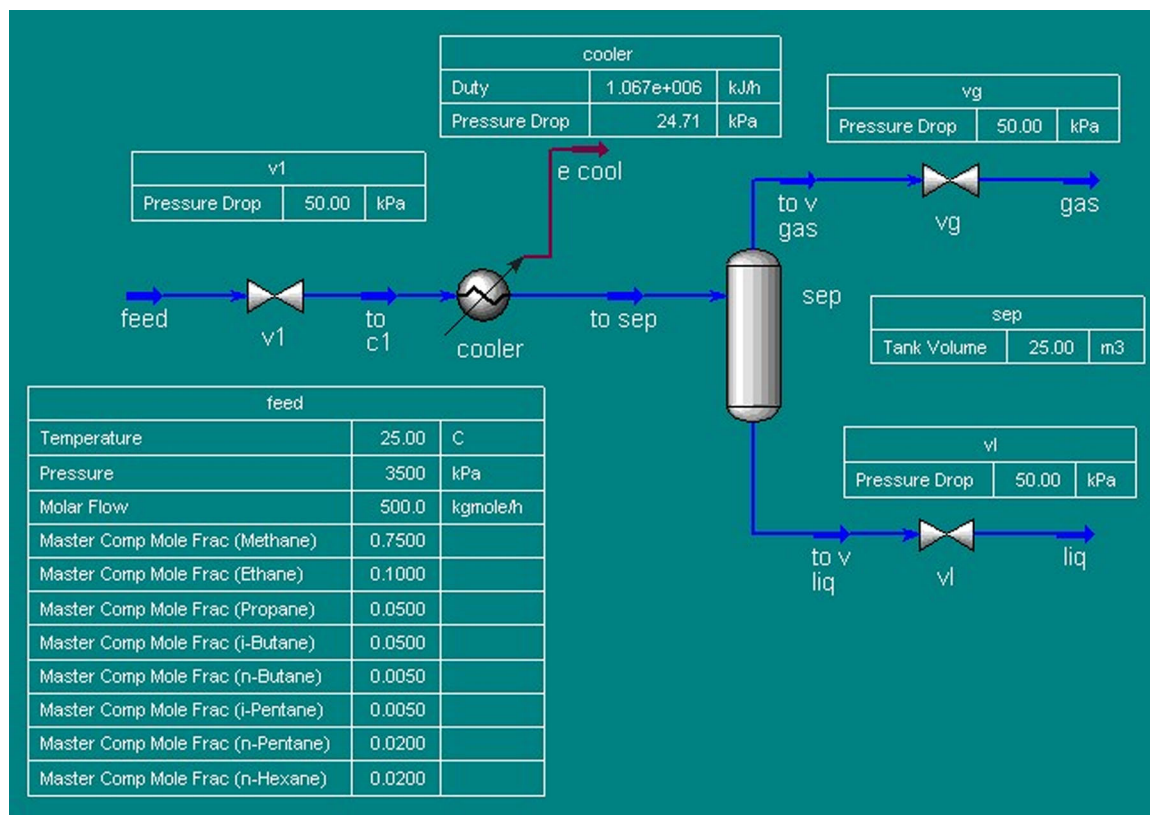 cooler
Duty 1.067e+006 kJ/h
Pressure Drop 24.71 kPa
vg
Pressure Drop 50.00 kPa
v1
Pressure Drop 50.00 kPa
e cool
to v
gas
vg
gas
feed
v1
to
c1
cooler
to sep
sep
sep
Tank Volume 25.00 m3
feed
Temperature 25.00 C
Pressure 3500 kPa
Molar Flow 500.0 kgmole/h
Master Comp Mole Frac (Methane) 0.7500
Master Comp Mole Frac (Ethane) 0.1000
Master Comp Mole Frac (Propane) 0.0500
Master Comp Mole Frac (i-Butane) 0.0500
Master Comp Mole Frac (n-Butane) 0.0050
Master Comp Mole Frac (i-Pentane) 0.0050
Master Comp Mole Frac (n-Pentane) 0.0200
Master Comp Mole Frac (n-Hexane) 0.0200
vl
Pressure Drop 50.00 kPa
to v
liq
vl
liq